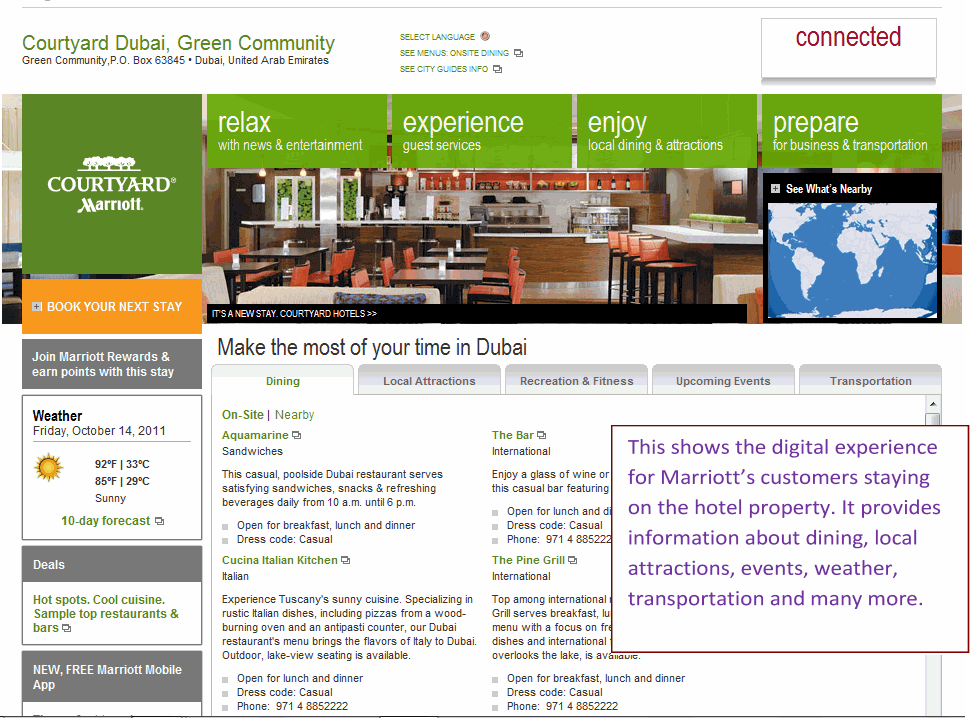 Courtyard Dubai, Green Community
Green Community,P.O. Box 63845 • Dubai, United Arab Emirates
SELECT LANGUAGE
SEE MENUS: ONSITE DINING
SEE CITY GUIDES INFO
connected
COURTYARD®
Marriott.
relax
with news & entertainment
experience
guest services
enjoy
local dining & attractions
prepare
for business & transportation
See What's Nearby
IT'S A NEW STAY. COURTYARD HOTELS >>
BOOK YOUR NEXT STAY
Join Marriott Rewards &
earn points with this stay
Weather
Friday, October 14, 2011
92ºF | 33ºC
85ºF | 29ºC
Sunny
10-day forecast
Deals
Hot spots. Cool cuisine.
Sample top restaurants &
bars
NEW, FREE Marriott Mobile
App
Make the most of your time in Dubai
Dining
Local Attractions
Recreation & Fitness
Upcoming Events
Transportation
On-Site | Nearby
Aquamarine
Sandwiches
This casual, poolside Dubai restaurant serves
satisfying sandwiches, snacks & refreshing
beverages daily from 10 a.m. until 6 p.m.
Open for breakfast, lunch and dinner
Dress code: Casual
Cucina Italian Kitchen
Italian
Experience Tuscany's sunny cuisine. Specializing in
rustic Italian dishes, including pizzas from a wood-
burning oven and an antipasti counter, our Dubai
restaurant's menu brings the flavors of Italy to Dubai.
Outdoor, lake-view seating is available.
Open for lunch and dinner
Dress code: Casual
Phone: 971 4 8852222
The Bar
International
Enjoy a glass of wine or
this casual bar featuring
Open for lunch and di
Dress code: Casual
Phone: 971 4 8852222
The Pine Grill
International
Top among international
Grill serves breakfast, lu
menu with a focus on fre
dishes and international
overlooks the lake, is available.
Open for breakfast, lunch and dinner
Dress code: Casual
Phone: 971 4 8852222
This shows the digital experience
for Marriott's customers staying
on the hotel property. It provides
information about dining, local
attractions, events, weather,
transportation and many more.